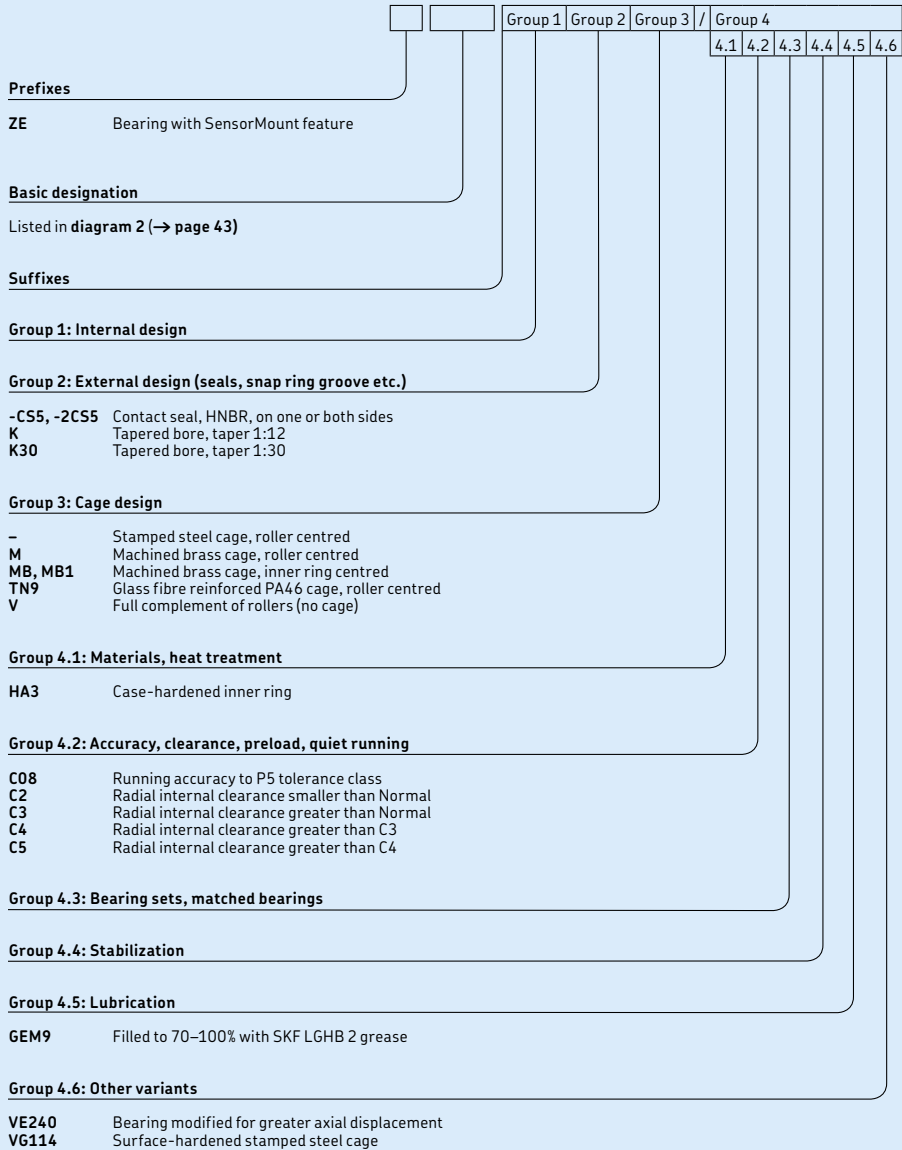 Group 1 Group 2 Group 3 / Group 4
4.1 4.2 4.3 4.4 4.5 4.6
Prefixes
ZE Bearing with SensorMount feature
Basic designation
Listed in diagram 2 (→ page 43)
Suffixes
Group 1: Internal design
Group 2: External design (seals, snap ring groove etc.)
-CS5, -2CS5 Contact seal, HNBR, on one or both sides
K Tapered bore, taper 1:12
K30 Tapered bore, taper 1:30
Group 3: Cage design
– Stamped steel cage, roller centred
M Machined brass cage, roller centred
MB, MB1 Machined brass cage, inner ring centred
TN9 Glass fibre reinforced PA46 cage, roller centred
V Full complement of rollers (no cage)
Group 4.1: Materials, heat treatment
HA3 Case-hardened inner ring
Group 4.2: Accuracy, clearance, preload, quiet running
C08 Running accuracy to P5 tolerance class
C2 Radial internal clearance smaller than Normal
C3 Radial internal clearance greater than Normal
C4 Radial internal clearance greater than C3
C5 Radial internal clearance greater than C4
Group 4.3: Bearing sets, matched bearings
Group 4.4: Stabilization
Group 4.5: Lubrication
GEM9 Filled to 70–100% with SKF LGHB 2 grease
Group 4.6: Other variants
VE240 Bearing modified for greater axial displacement
VG114 Surface-hardened stamped steel cage